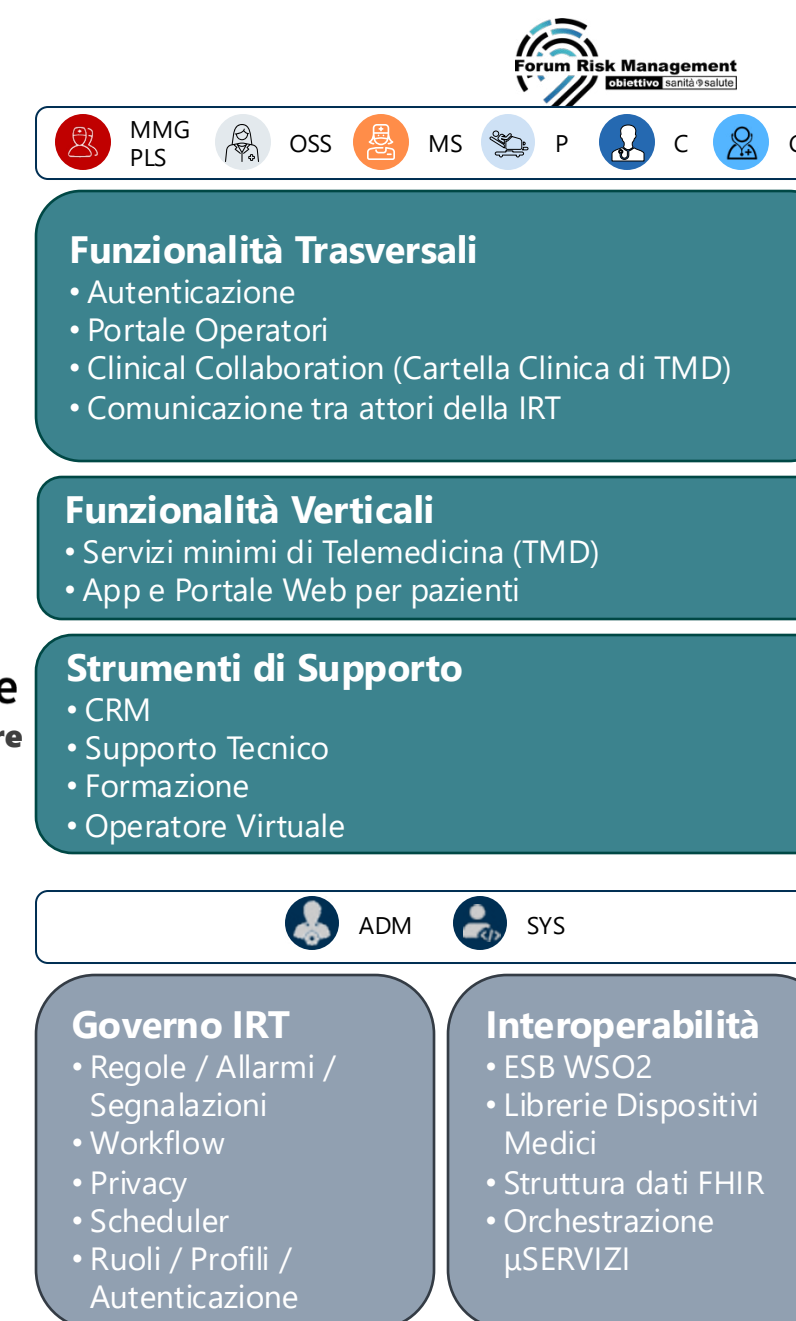 Forum Risk Management
obiettivo sanità salute
MMG
PLS
OSS
MS
P
C
Funzionalità Trasversali
• Autenticazione
• Portale Operatori
• Clinical Collaboration (Cartella Clinica di TMD)
• Comunicazione tra attori della IRT
Funzionalità Verticali
• Servizi minimi di Telemedicina (TMD)
• App e Portale Web per pazienti
Strumenti di Supporto
• CRM
• Supporto Tecnico
• Formazione
• Operatore Virtuale
ADM
SYS
Governo IRT
• Regole / Allarmi /
Segnalazioni
• Workflow
• Privacy
• Scheduler
• Ruoli / Profili /
Autenticazione
Interoperabilità
• ESB WSO2
• Librerie Dispositivi
Medici
• Struttura dati FHIR
• Orchestrazione
µSERVIZI